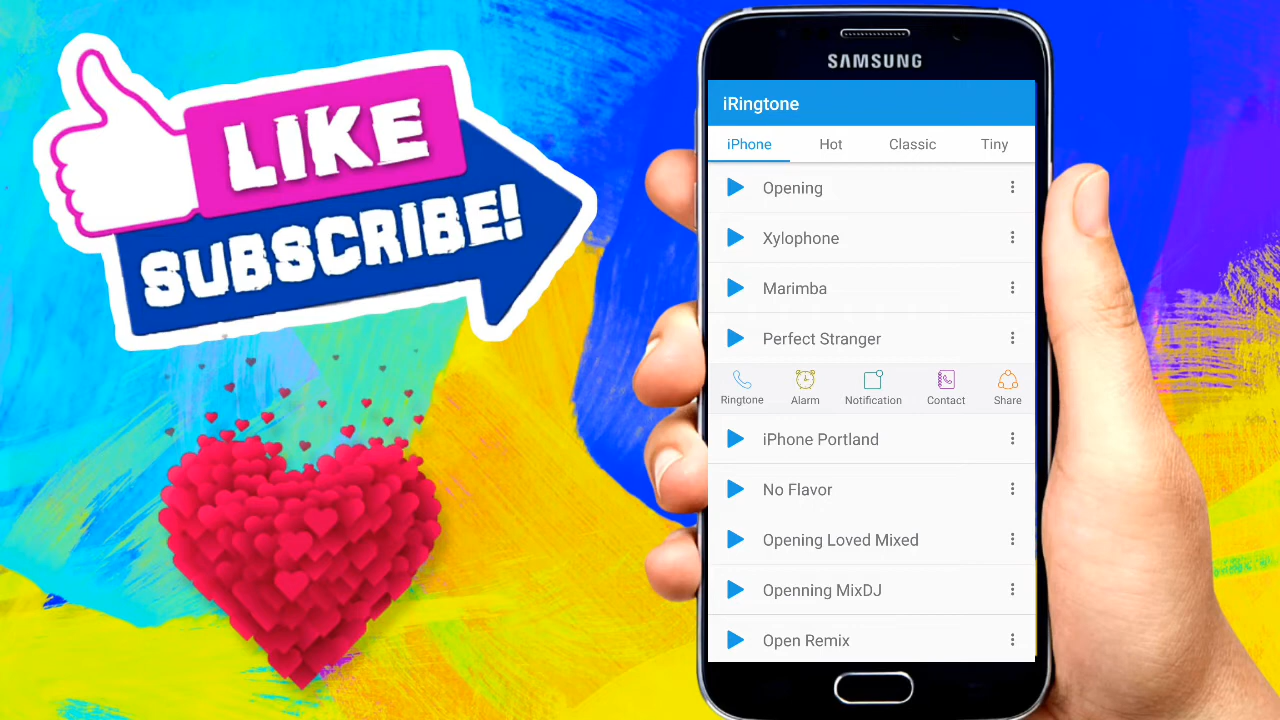 LIKE
SUBSCRIBE!
SAMSUNG
iRingtone
iPhone Hot Classic Tiny
Opening
Xylophone
Marimba
Perfect Stranger
Ringtone Alarm Notification Contact Share
iPhone Portland
No Flavor
Opening Loved Mixed
Openning MixDJ
Open Remix